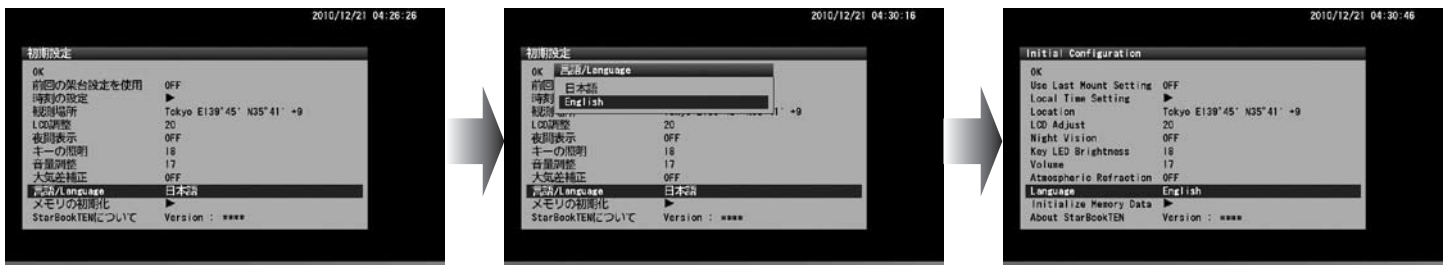 2010/12/21 04:26:26
初期設定
OK
前回の架台設定を使用 OFF
時刻の設定 ▶
観測場所 Tokyo E139°45' N35°41' +9
LCD調整 20
夜間表示 OFF
キーの照明 18
音量調整 17
大気差補正 OFF
言語/Language 日本語
メモリの初期化 ▶
StarBookTENについて Version : ****
2010/12/21 04:30:16
初期設定
OK
言語/Language
前回
日本語
時刻
English
+9
LCD調整 20
夜間表示 OFF
キーの照明 18
音量調整 17
大気差補正 OFF
言語/Language 日本語
メモリの初期化 ▶
StarBookTENについて Version : ****
2010/12/21 04:30:46
Initial Configuration
OK
Use Last Mount Setting OFF
Local Time Setting ▶
Location Tokyo E139°45' N35°41' +9
LCD Adjust 20
Night Vision OFF
Key LED Brightness 18
Volume 17
Atmospheric Refraction OFF
Language English
Initialize Memory Data ▶
About StarBookTEN Version : ****